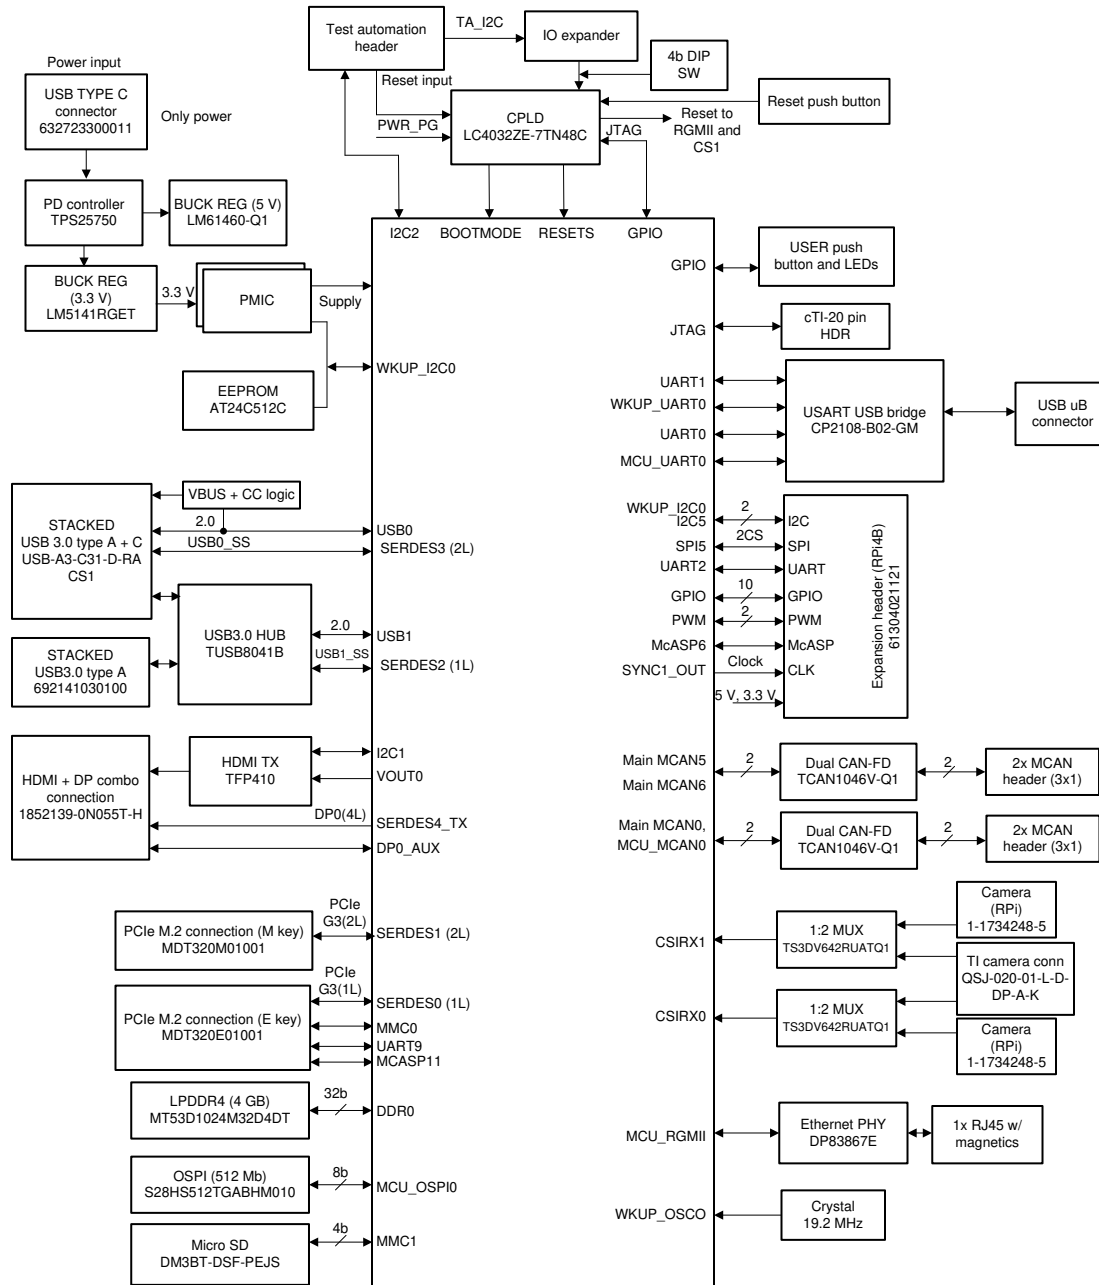 Test automation
header
TA_I2C
IO expander
4b DIP
SW
Power input
USB TYPE C
connector
632723300011
Only power
Reset input
PWR_PG
CPLD
LC4032ZE-7TN48C
JTAG
Reset to
RGMII and
CS1
Reset push button
PD controller
TPS25750
BUCK REG (5 V)
LM61460-Q1
BUCK REG
(3.3 V)
LM5141RGET
3.3 V
PMIC
Supply
EEPROM
AT24C512C
I2C2
BOOTMODE
RESETS
GPIO
WKUP_I2C0
GPIO
USER push
button and LEDs
JTAG
cTI-20 pin
HDR
UART1
WKUP_UART0
UART0
MCU_UART0
USART USB bridge
CP2108-B02-GM
USB uB
connector
STACKED
USB 3.0 type A + C
USB-A3-C31-D-RA
CS1
VBUS + CC logic
2.0
USB0_SS
USB0
SERDES3 (2L)
STACKED
USB3.0 type A
692141030100
USB3.0 HUB
TUSB8041B
2.0
USB1_SS
USB1
SERDES2 (1L)
WKUP_I2C0
I2C5
2
I2C
SPI5
2CS
SPI
UART2
UART
GPIO
10
GPIO
PWM
2
PWM
McASP6
McASP
SYNC1_OUT
Clock
CLK
5 V, 3.3 V
Expansion header (RPi4B)
61304021121
HDMI + DP combo
connection
1852139-0N055T-H
HDMI TX
TFP410
I2C1
VOUT0
DP0(4L)
SERDES4_TX
DP0_AUX
Main MCAN5
Main MCAN6
2
Dual CAN-FD
TCAN1046V-Q1
2
2x MCAN
header (3x1)
Main MCAN0,
MCU_MCAN0
2
Dual CAN-FD
TCAN1046V-Q1
2
2x MCAN
header (3x1)
PCIe M.2 connection (M key)
MDT320M01001
PCIe
G3(2L)
SERDES1 (2L)
PCIe M.2 connection (E key)
MDT320E01001
PCIe
G3(1L)
SERDES0 (1L)
MMC0
UART9
MCASP11
CSIRX1
1:2 MUX
TS3DV642RUATQ1
Camera
(RPi)
1-1734248-5
TI camera conn
QSJ-020-01-L-D-
DP-A-K
CSIRX0
1:2 MUX
TS3DV642RUATQ1
Camera
(RPi)
1-1734248-5
LPDDR4 (4 GB)
MT53D1024M32D4DT
32b
DDR0
MCU_RGMII
Ethernet PHY
DP83867E
1x RJ45 w/
magnetics
OSPI (512 Mb)
S28HS512TGABHM010
8b
MCU_OSPI0
WKUP_OSCO
Crystal
19.2 MHz
Micro SD
DM3BT-DSF-PEJS
4b
MMC1